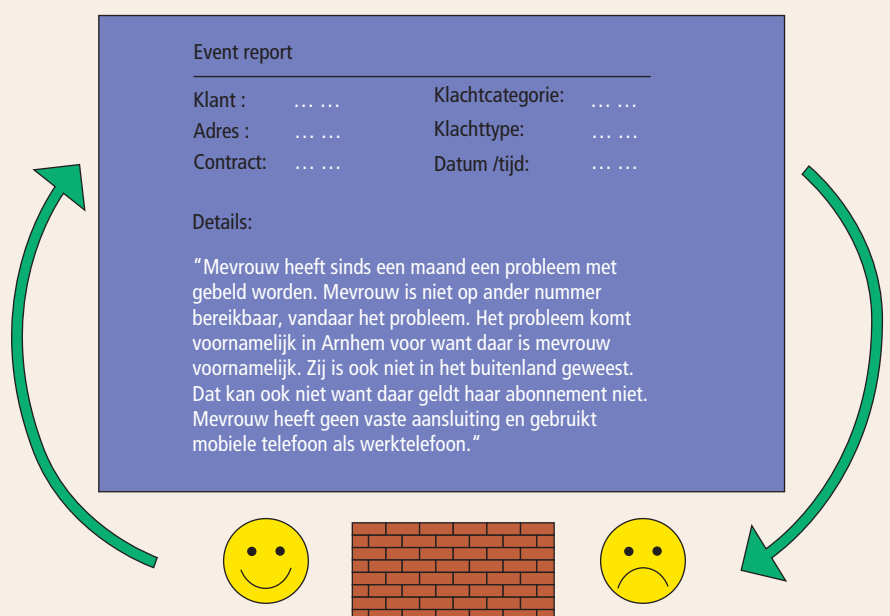 Event report
Klant : ... ... Klachtcategorie: ... ...
Adres : ... ... Klachttype: ... ...
Contract: ... ... Datum /tijd: ... ...
Details:
“Mevrouw heeft sinds een maand een probleem met
gebeld worden. Mevrouw is niet op ander nummer
bereikbaar, vandaar het probleem. Het probleem komt
voornamelijk in Arnhem voor want daar is mevrouw
voornamelijk. Zij is ook niet in het buitenland geweest.
Dat kan ook niet want daar geldt haar abonnement niet.
Mevrouw heeft geen vaste aansluiting en gebruikt
mobiele telefoon als werktelefoon.“